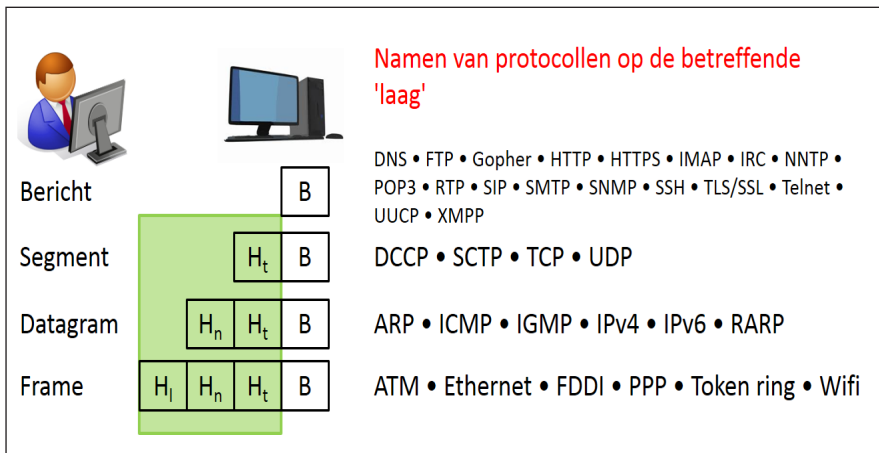 Namen van protocollen op de betreffende
'laag'
DNS • FTP • Gopher • HTTP • HTTPS • IMAP • IRC • NNTP •
POP3 • RTP • SIP • SMTP • SNMP • SSH • TLS/SSL • Telnet •
UUCP • XMPP
Bericht B
Segment Ht B DCCP • SCTP • TCP • UDP
Datagram Hn Ht B ARP • ICMP • IGMP • IPv4 • IPv6 • RARP
Frame Hl Hn Ht B ATM • Ethernet • FDDI • PPP • Token ring • Wifi